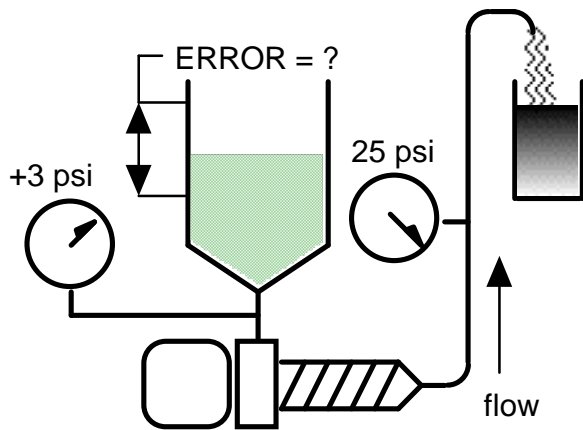 ERROR = ?
+3 psi
25 psi
flow